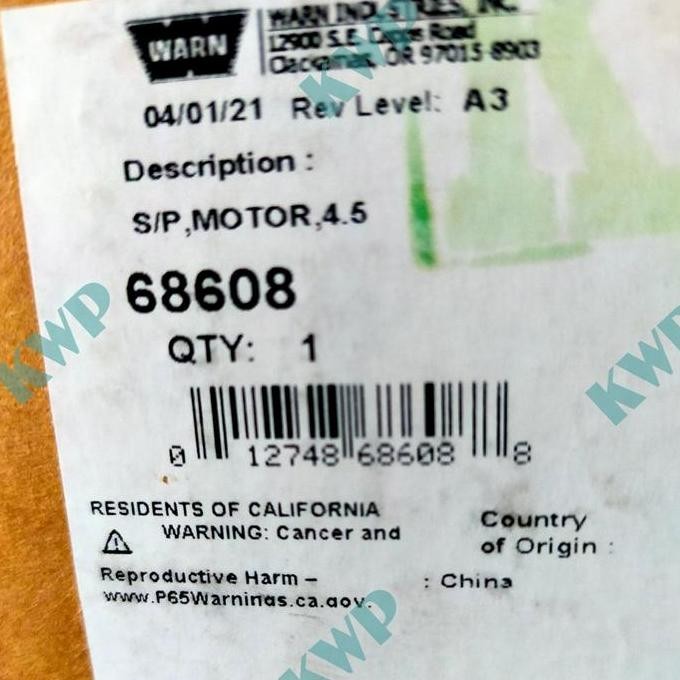 WARN
WARN INDUSTRIES, INC.
12900 S.E. Capps Road
Clackamas, OR 97015-8903
04/01/21 Rev Level: A3
Description :
S/P,MOTOR,4.5
68608
QTY: 1
0 12748 68608 8
RESIDENTS OF CALIFORNIA
WARNING: Cancer and
Reproductive Harm –
www.P65Warnings.ca.gov.
Country
of Origin :
: China
KWP
KWP
KWP
KWP